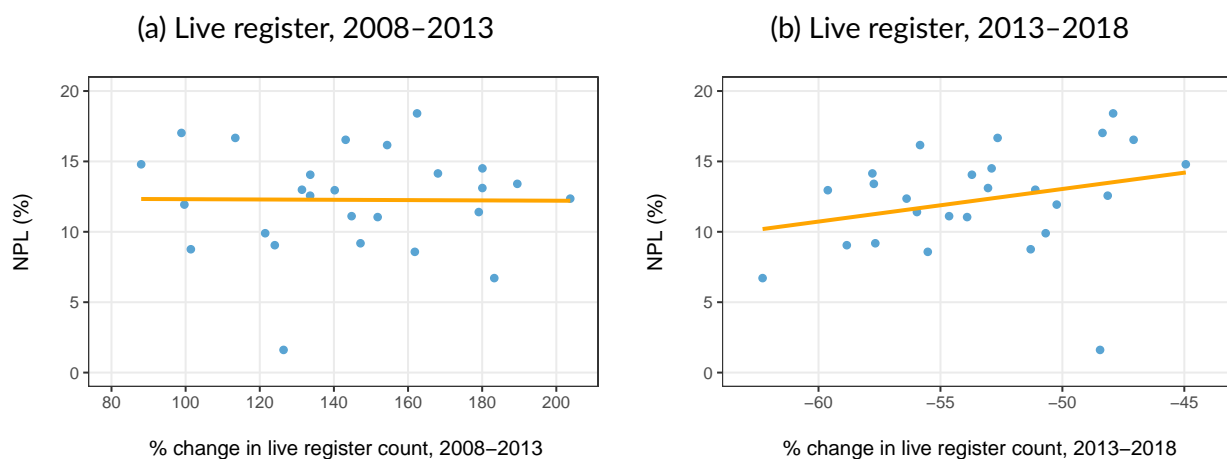 (a) Live register, 2008–2013
20
15
10
5
0
NPL (%)
80 100 120 140 160 180 200
% change in live register count, 2008–2013
(b) Live register, 2013–2018
20
15
10
5
0
NPL (%)
−60 −55 −50 −45
% change in live register count, 2013–2018